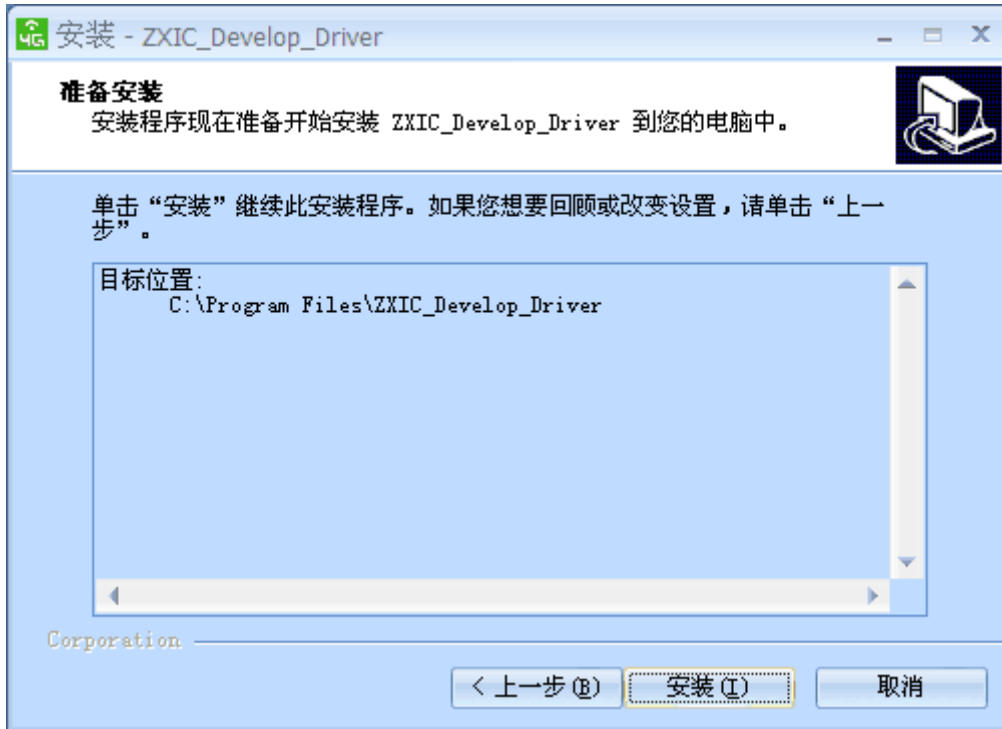 4G 安装 - ZXIC_Develop_Driver
准备安装
安装程序现在准备开始安装 ZXIC_Develop_Driver 到您的电脑中。
单击“安装”继续此安装程序。如果您想要回顾或改变设置，请单击“上一
步”。
目标位置:
C:\Program Files\ZXIC_Develop_Driver
Corporation
< 上一步(B) 安装(I) 取消